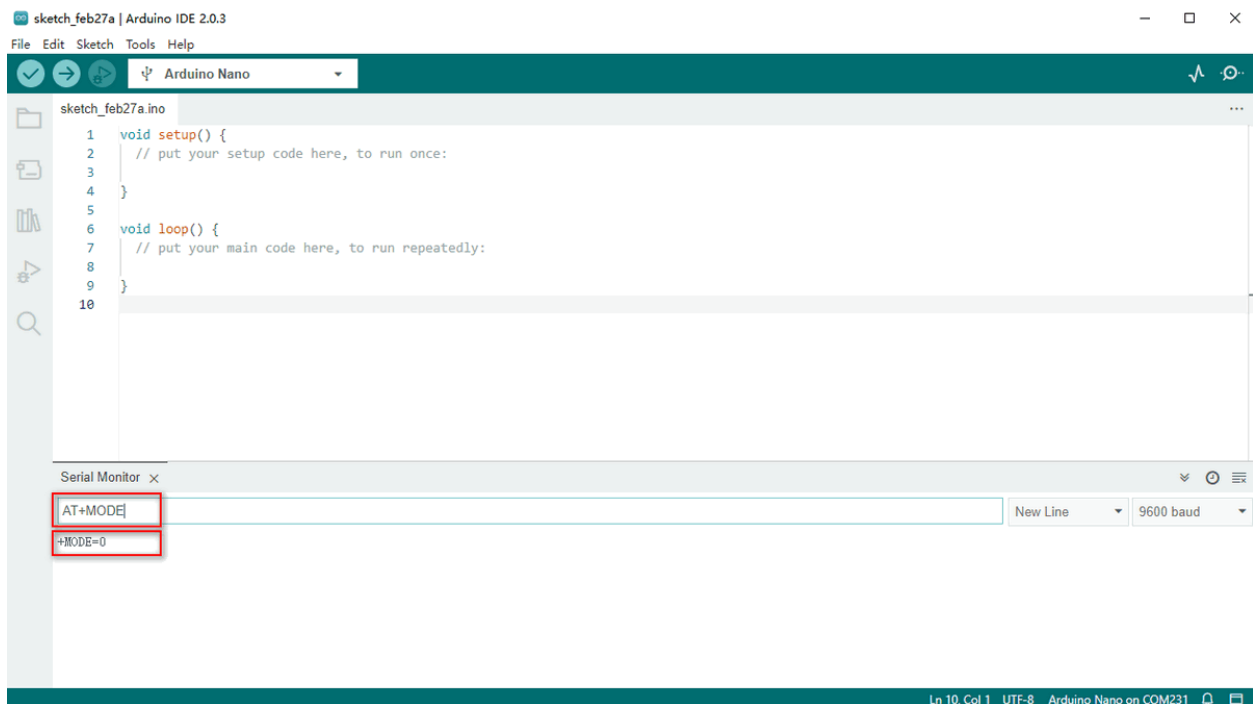 sketch_feb27a | Arduino IDE 2.0.3
File Edit Sketch Tools Help
Arduino Nano
sketch_feb27a.ino
1 void setup() {
2 // put your setup code here, to run once:
3
4 }
5
6 void loop() {
7 // put your main code here, to run repeatedly:
8
9 }
10
Serial Monitor
AT+MODE
New Line
9600 baud
+MODE=0
Ln 10, Col 1 UTF-8 Arduino Nano on COM231